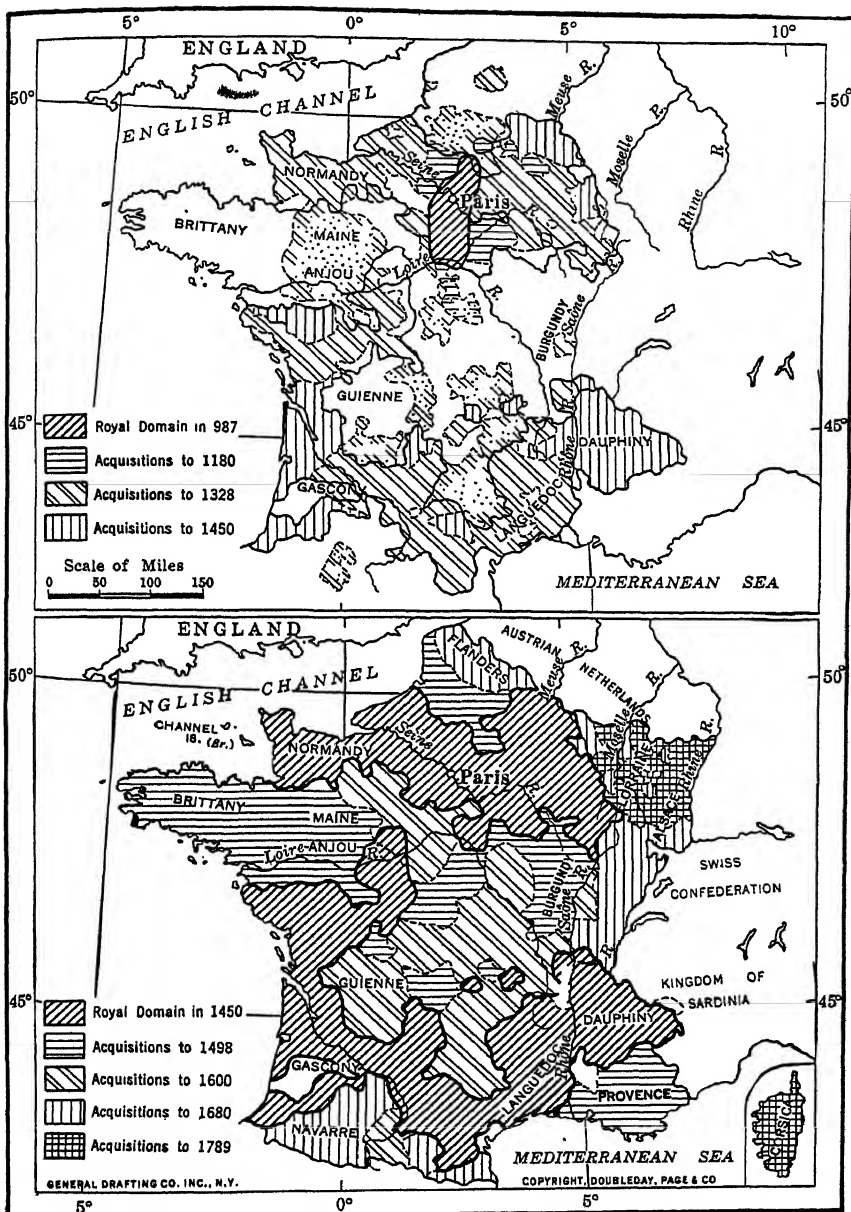 5° 0° 5° 10°
ENGLAND
50° 50°
ENGLISH CHANNEL
Meuse R.
Moselle R.
Rhine R.
NORMANDY
Seine
Paris
R.
BRITTANY
MAINE
ANJOU
Loire
R.
BURGUNDY
Saône
R.
GUIENNE
45° 45°
Royal Domain in 987
Acquisitions to 1180
Acquisitions to 1328
Acquisitions to 1450
R.
Rhône
DAUPHINY
GASCONY
LANGUEDOC
Scale of Miles
0 50 100 150
MEDITERRANEAN SEA
ENGLAND
FLANDERS
AUSTRIAN
NETHERLANDS
Meuse R.
R.
50° 50°
ENGLISH CHANNEL
CHANNEL
IS. (Br.)
NORMANDY
Seine
Paris
R.
Moselle
LORRAINE
Rhine R.
ALSACE
BRITTANY
MAINE
Loire
ANJOU
R.
BURGUNDY
Saône R.
SWISS
CONFEDERATION
R.
GUIENNE
KINGDOM OF
SARDINIA
45° 45°
DAUPHINY
Rhône
Royal Domain in 1450
Acquisitions to 1498
Acquisitions to 1600
Acquisitions to 1680
Acquisitions to 1789
GASCONY
LANGUEDOC
PROVENCE
NAVARRE
CORSICA
MEDITERRANEAN SEA
GENERAL DRAFTING CO. INC., N.Y.
COPYRIGHT, DOUBLEDAY, PAGE & CO
5° 0° 5°